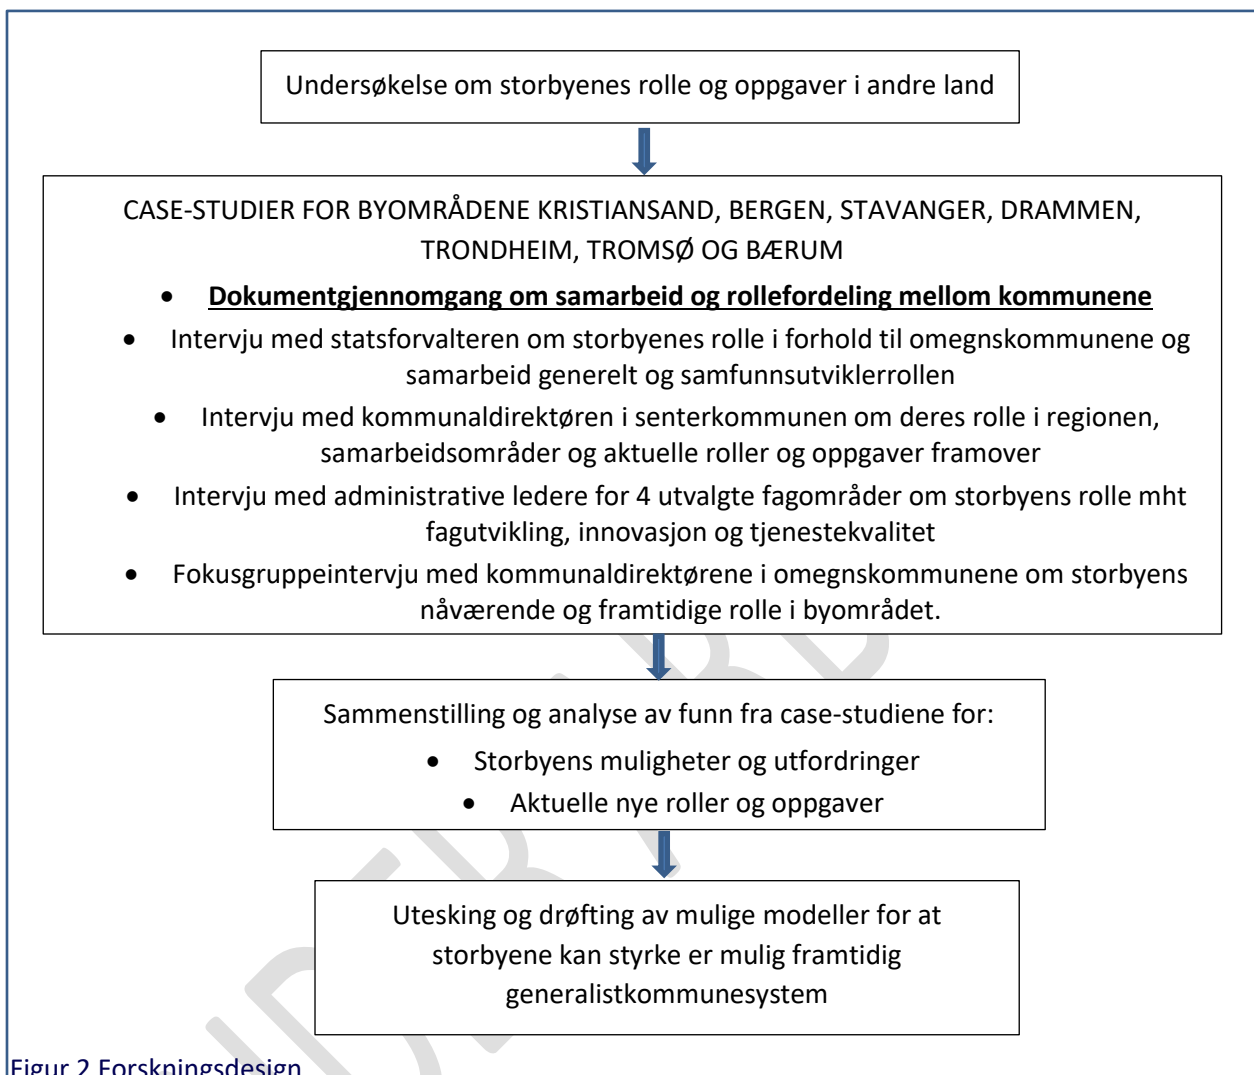 Undersøkelse om storbyenes rolle og oppgaver i andre land
CASE-STUDIER FOR BYOMRÅDENE KRISTIANSAND, BERGEN, STAVANGER, DRAMMEN,
TRONDHEIM, TROMSØ OG BÆRUM
• Dokumentgjennomgang om samarbeid og rollefordeling mellom kommunene
• Intervju med statsforvalteren om storbyenes rolle i forhold til omegnskommunene og
samarbeid generelt og samfunnsutviklerrollen
• Intervju med kommunaldirektøren i senterkommunen om deres rolle i regionen,
samarbeidsområder og aktuelle roller og oppgaver framover
• Intervju med administrative ledere for 4 utvalgte fagområder om storbyens rolle mht
fagutvikling, innovasjon og tjenestekvalitet
• Fokusgruppeintervju med kommunaldirektørene i omegnskommunene om storbyens
nåværende og framtidige rolle i byområdet.
Sammenstilling og analyse av funn fra case-studiene for:
• Storbyens muligheter og utfordringer
• Aktuelle nye roller og oppgaver
Utesking og drøfting av mulige modeller for at
storbyene kan styrke er mulig framtidig
generalistkommunesystem
Figur 2 Forskningsdesign